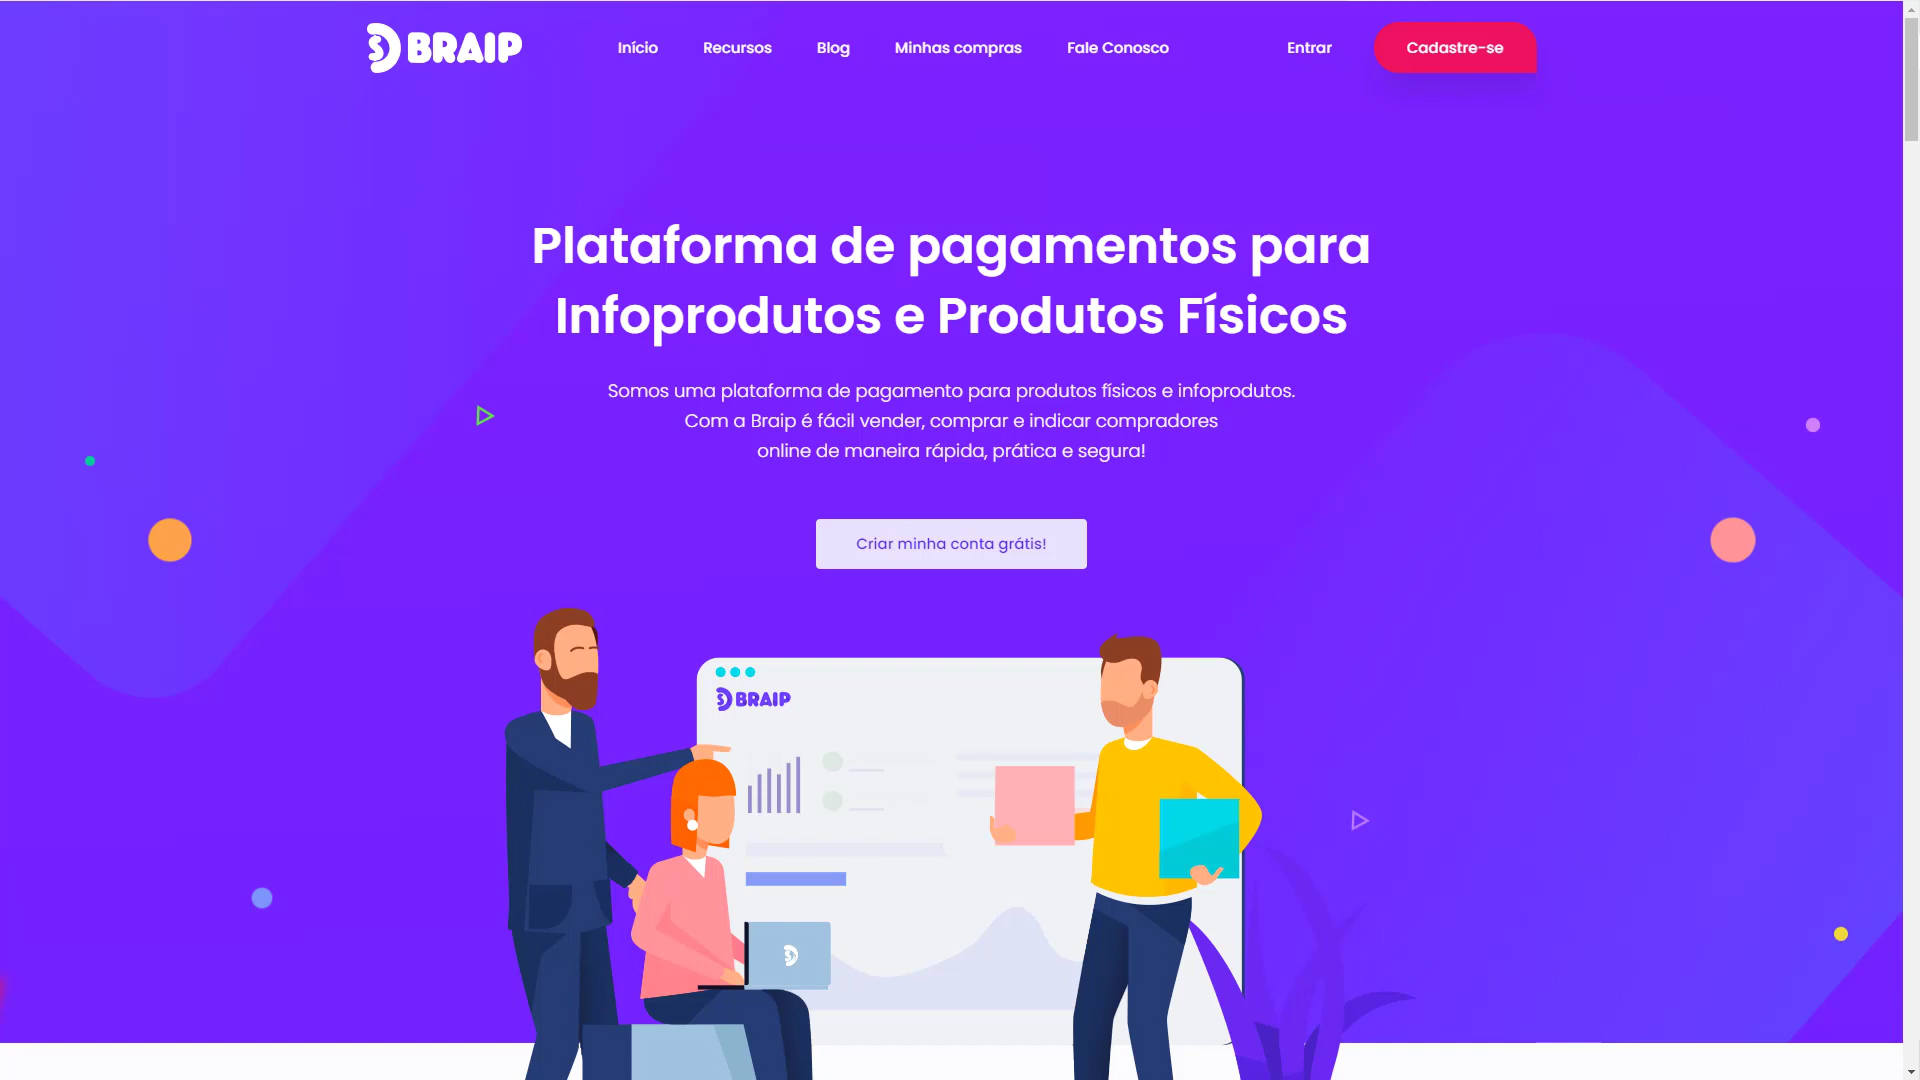 BRAIP
Início
Recursos
Blog
Minhas compras
Fale Conosco
Entrar
Cadastre-se
Plataforma de pagamentos para
Infoprodutos e Produtos Físicos
Somos uma plataforma de pagamento para produtos físicos e infoprodutos.
Com a Braip é fácil vender, comprar e indicar compradores
online de maneira rápida, prática e segura!
Criar minha conta grátis!
BRAIP